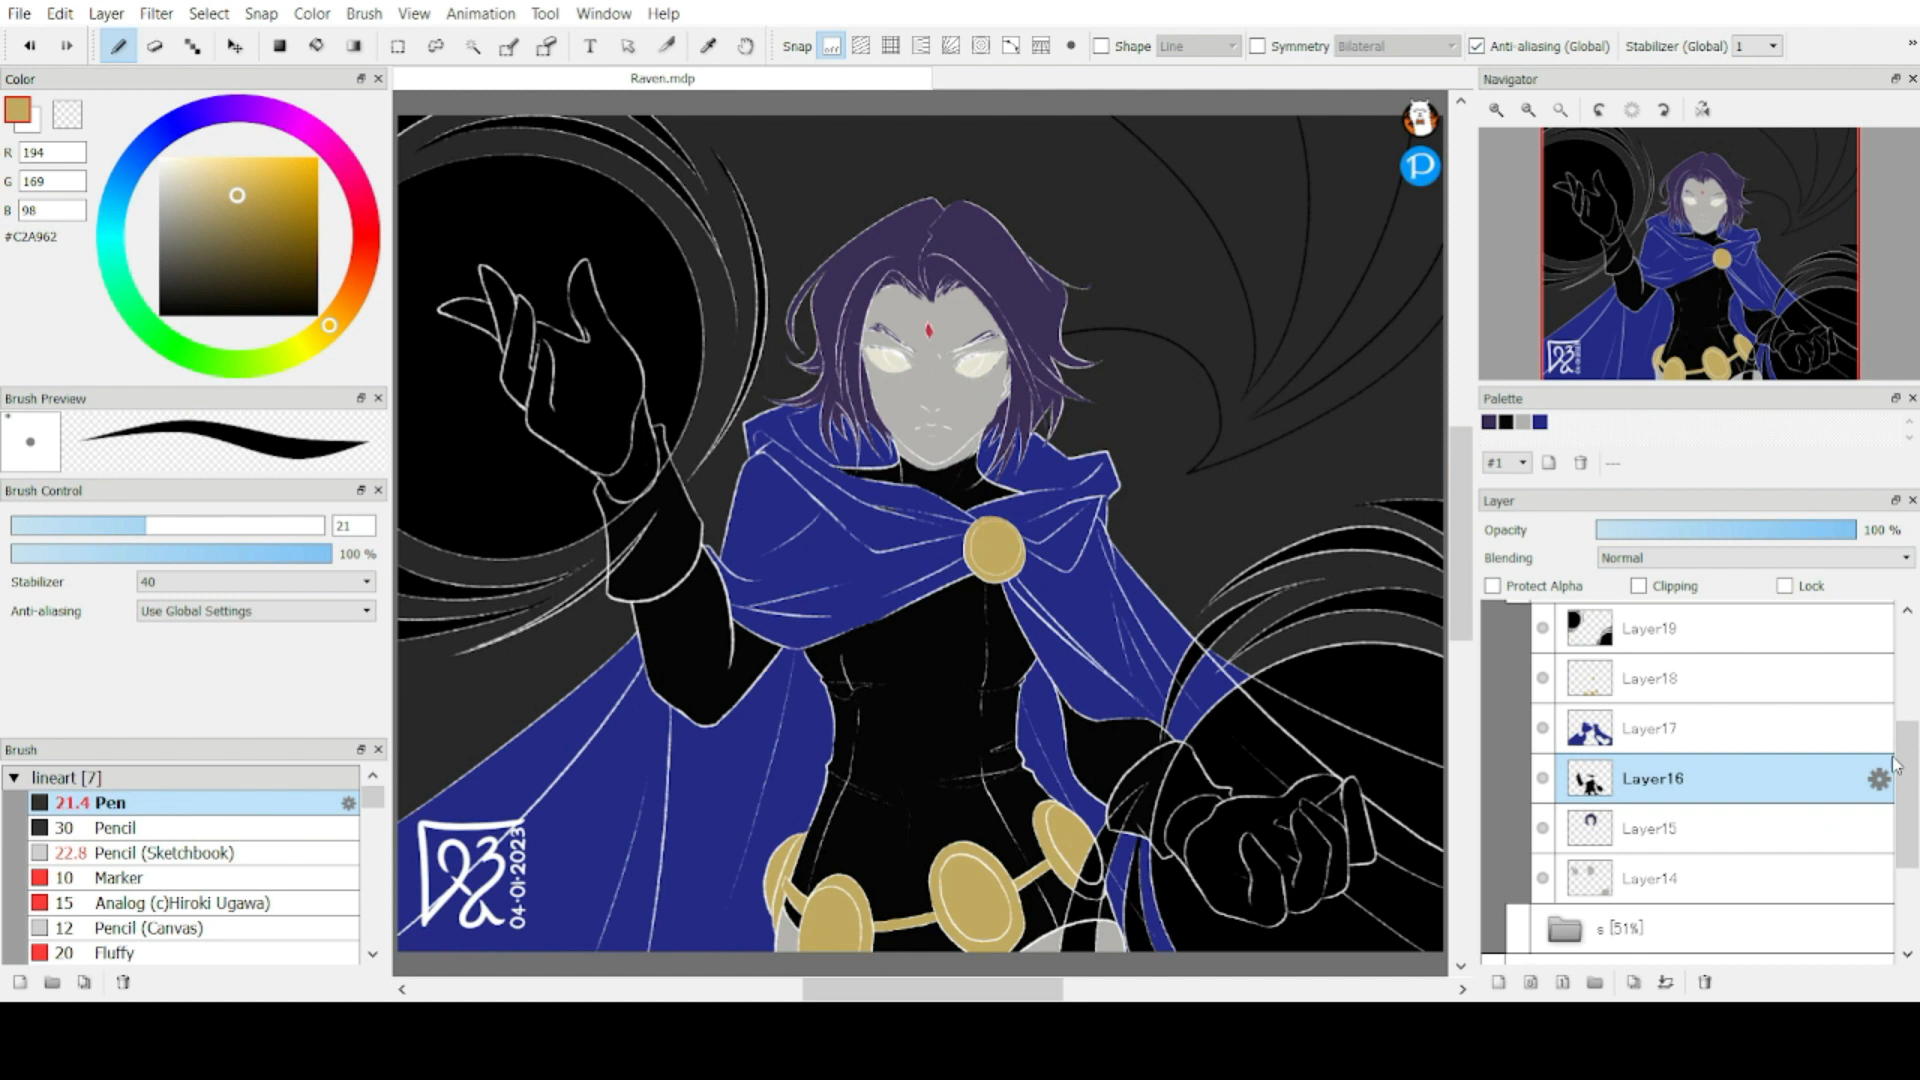 File Edit Layer Filter Select Snap Color Brush View Animation Tool Window Help
Snap off Shape Line Symmetry Bilateral Anti-aliasing (Global) Stabilizer (Global) 1
Color
Raven.mdp
Navigator
R 194
G 169
B 98
#C2A962
Brush Preview
Palette
#1
---
Brush Control
Layer
21
Opacity 100 %
100 %
Blending Normal
Stabilizer 40
Protect Alpha Clipping Lock
Anti-aliasing Use Global Settings
Layer19
Layer18
Layer17
Brush
lineart [7]
Layer16
21.4 Pen
30 Pencil
Layer15
22.8 Pencil (Sketchbook)
10 Marker
Layer14
15 Analog (c)Hiroki Ugawa)
12 Pencil (Canvas)
s [51%]
20 Fluffy
04-01-2023